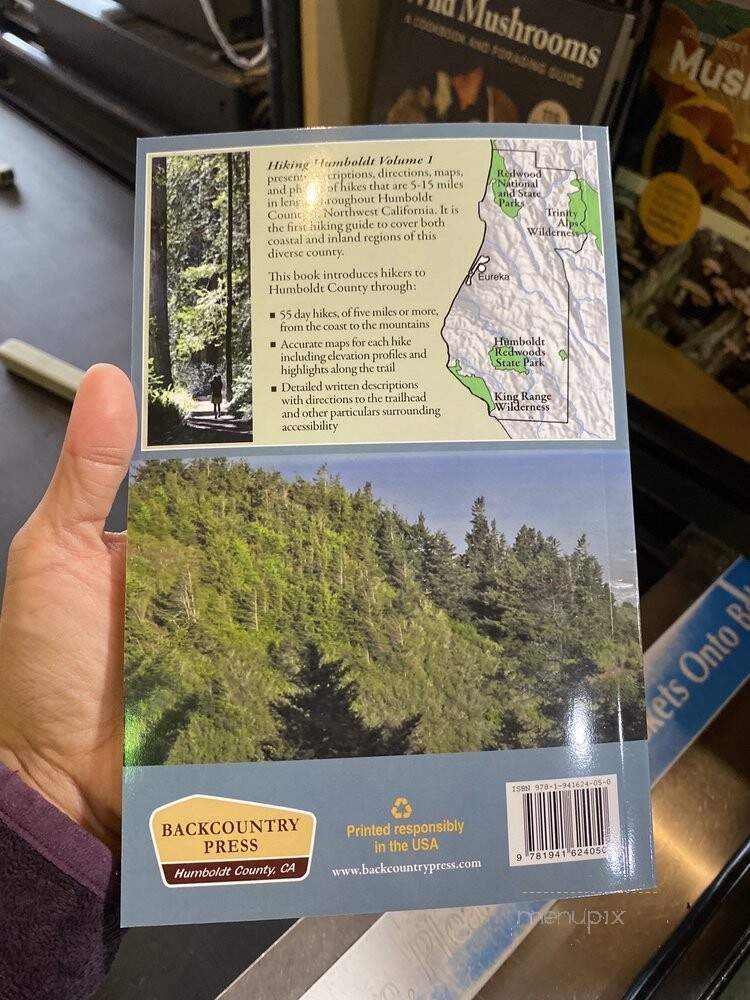 Wild Mushrooms
A COOKBOOK AND FORAGING GUIDE
Hiking Humboldt Volume 1
descriptions, directions, maps,
and of hikes that are 5-15 miles
in throughout Humboldt
Northwest California. It is
the first hiking guide to cover both
coastal and inland regions of this
diverse county.
This book introduces hikers to
Humboldt County through:
■ 55 day hikes, of five miles or more,
from the coast to the mountains
■ Accurate maps for each hike
including elevation profiles and
highlights along the trail
■ Detailed written descriptions
with directions to the trailhead
and other particulars surrounding
accessibility
Redwood
National
and State
Parks
Trinity
Alps
Wilderness
Eureka
Humboldt
Redwoods
State Park
King Range
Wilderness
BACKCOUNTRY
PRESS
Humboldt County, CA
Printed responsibly
in the USA
www.backcountrypress.com
ISBN 978-1-941624-05-0
9 781941 624050
Onto
menupix